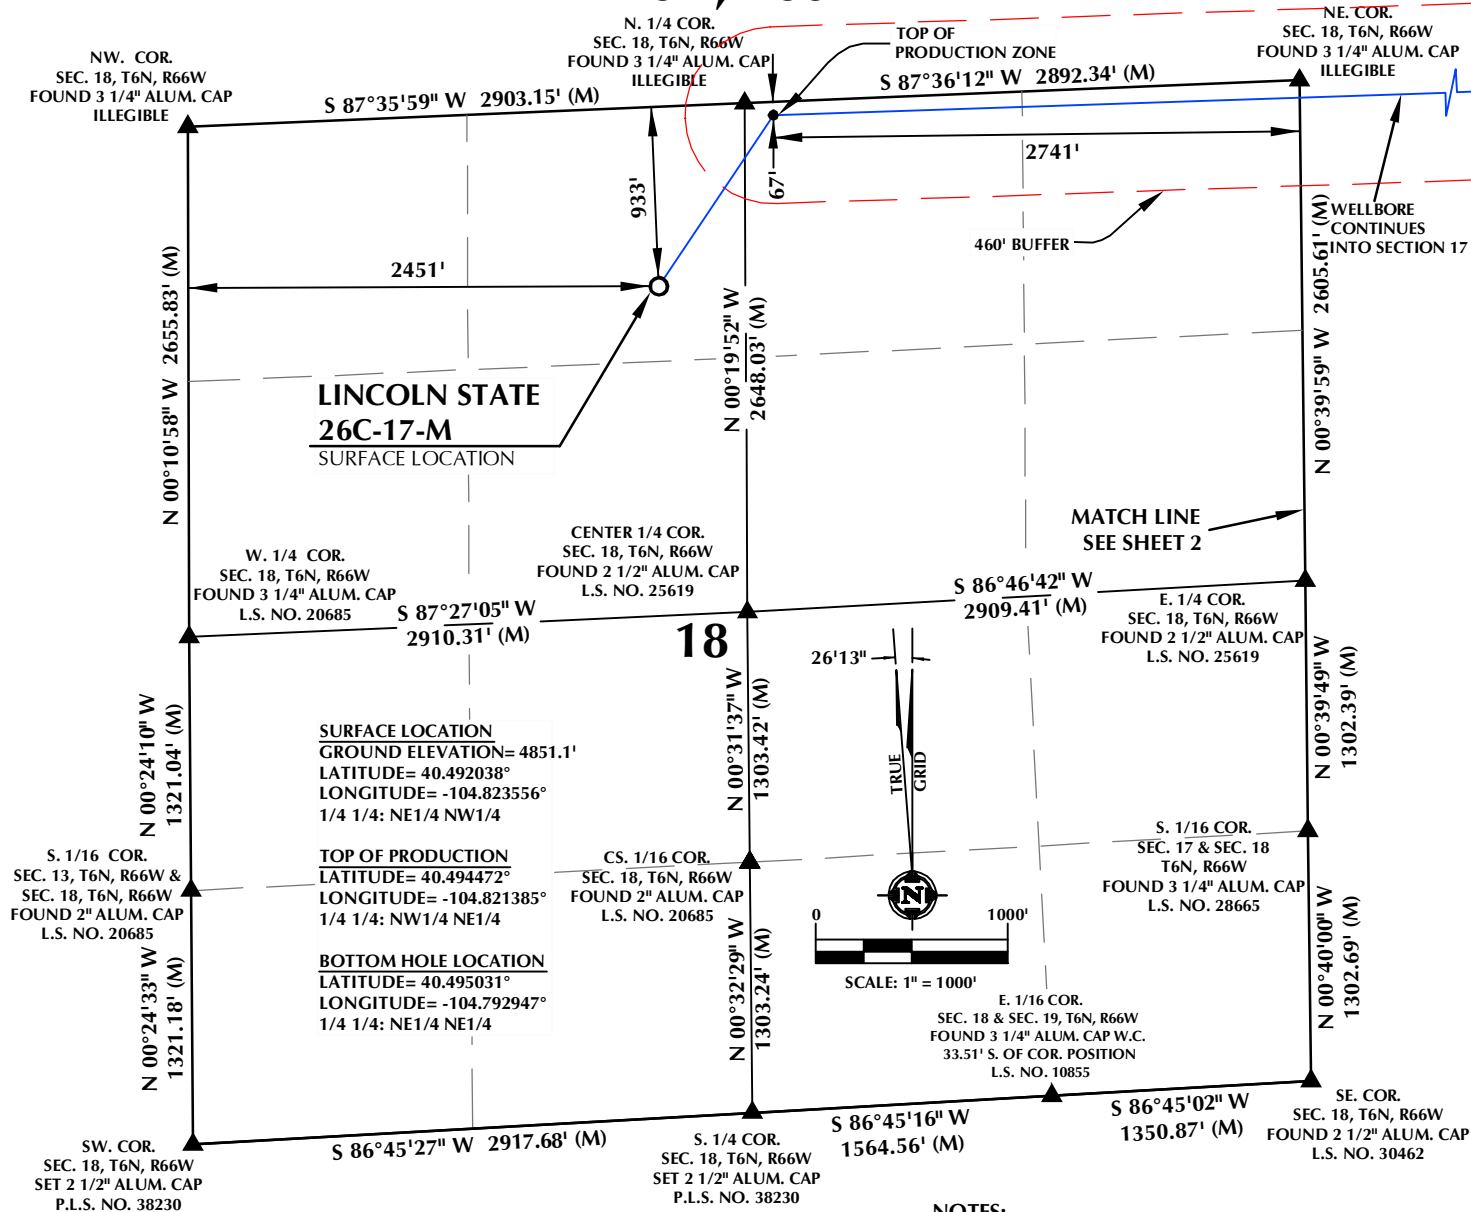 N. 1/4 COR.
SEC. 18, T6N, R66W
FOUND 3 1/4" ALUM. CAP
ILLEGIBLE
TOP OF
PRODUCTION ZONE
NE. COR.
SEC. 18, T6N, R66W
FOUND 3 1/4" ALUM. CAP
ILLEGIBLE
NW. COR.
SEC. 18, T6N, R66W
FOUND 3 1/4" ALUM. CAP
ILLEGIBLE
S 87°35'59" W 2903.15' (M)
S 87°36'12" W 2892.34' (M)
2741'
67'
933'
460' BUFFER
WELLBORE
CONTINUES
INTO SECTION 17
2451'
N 00°10'58" W 2655.83' (M)
N 00°19'52" W
2648.03' (M)
N 00°39'59" W 2605.61' (M)
LINCOLN STATE
26C-17-M
SURFACE LOCATION
MATCH LINE
SEE SHEET 2
W. 1/4 COR.
SEC. 18, T6N, R66W
FOUND 3 1/4" ALUM. CAP
L.S. NO. 20685
CENTER 1/4 COR.
SEC. 18, T6N, R66W
FOUND 2 1/2" ALUM. CAP
L.S. NO. 25619
S 87°27'05" W
2910.31' (M)
S 86°46'42" W
2909.41' (M)
E. 1/4 COR.
SEC. 18, T6N, R66W
FOUND 2 1/2" ALUM. CAP
L.S. NO. 25619
18
26'13"
TRUE
GRID
N
N 00°24'10" W
1321.04' (M)
N 00°31'37" W
1303.42' (M)
N 00°39'49" W
1302.39' (M)
SURFACE LOCATION
GROUND ELEVATION= 4851.1'
LATITUDE= 40.492038°
LONGITUDE= -104.823556°
1/4 1/4: NE1/4 NW1/4
TOP OF PRODUCTION
LATITUDE= 40.494472°
LONGITUDE= -104.821385°
1/4 1/4: NW1/4 NE1/4
BOTTOM HOLE LOCATION
LATITUDE= 40.495031°
LONGITUDE= -104.792947°
1/4 1/4: NE1/4 NE1/4
S. 1/16 COR.
SEC. 13, T6N, R66W &
SEC. 18, T6N, R66W
FOUND 2" ALUM. CAP
L.S. NO. 20685
CS. 1/16 COR.
SEC. 18, T6N, R66W
FOUND 2" ALUM. CAP
L.S. NO. 20685
S. 1/16 COR.
SEC. 17 & SEC. 18
T6N, R66W
FOUND 3 1/4" ALUM. CAP
L.S. NO. 28665
0 1000'
SCALE: 1" = 1000'
N 00°24'33" W
1321.18' (M)
N 00°32'29" W
1303.24' (M)
N 00°40'00" W
1302.69' (M)
E. 1/16 COR.
SEC. 18 & SEC. 19, T6N, R66W
FOUND 3 1/4" ALUM. CAP W.C.
33.51' S. OF COR. POSITION
L.S. NO. 10855
SW. COR.
SEC. 18, T6N, R66W
SET 2 1/2" ALUM. CAP
P.L.S. NO. 38230
S 86°45'27" W 2917.68' (M)
S. 1/4 COR.
SEC. 18, T6N, R66W
SET 2 1/2" ALUM. CAP
P.L.S. NO. 38230
S 86°45'16" W
1564.56' (M)
S 86°45'02" W
1350.87' (M)
SE. COR.
SEC. 18, T6N, R66W
FOUND 2 1/2" ALUM. CAP
L.S. NO. 30462
NOTES: